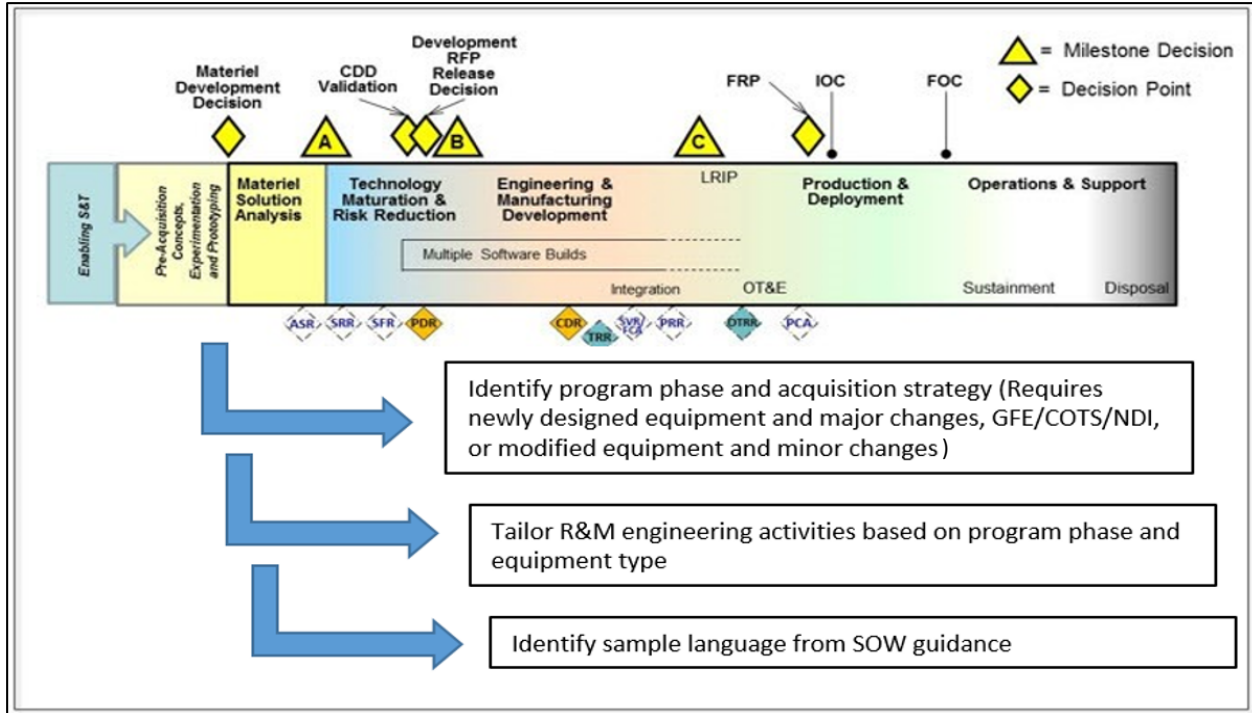 Materiel
Development
Decision
CDD
Validation
Development
RFP
Release
Decision
FRP
IOC
FOC
= Milestone Decision
= Decision Point
A
B
C
Enabling S&T
Pre-Acquisition
Concepts,
Experimentation
and Prototyping
Materiel
Solution
Analysis
Technology
Maturation &
Risk Reduction
Engineering &
Manufacturing
Development
LRIP
Production &
Deployment
Operations & Support
Multiple Software Builds
Integration
OT&E
Sustainment
Disposal
ASR
SRR
SFR
PDR
CDR
TRR
SVR/
FCA
PRR
OTRR
PCA
Identify program phase and acquisition strategy (Requires
newly designed equipment and major changes, GFE/COTS/NDI,
or modified equipment and minor changes)
Tailor R&M engineering activities based on program phase and
equipment type
Identify sample language from SOW guidance